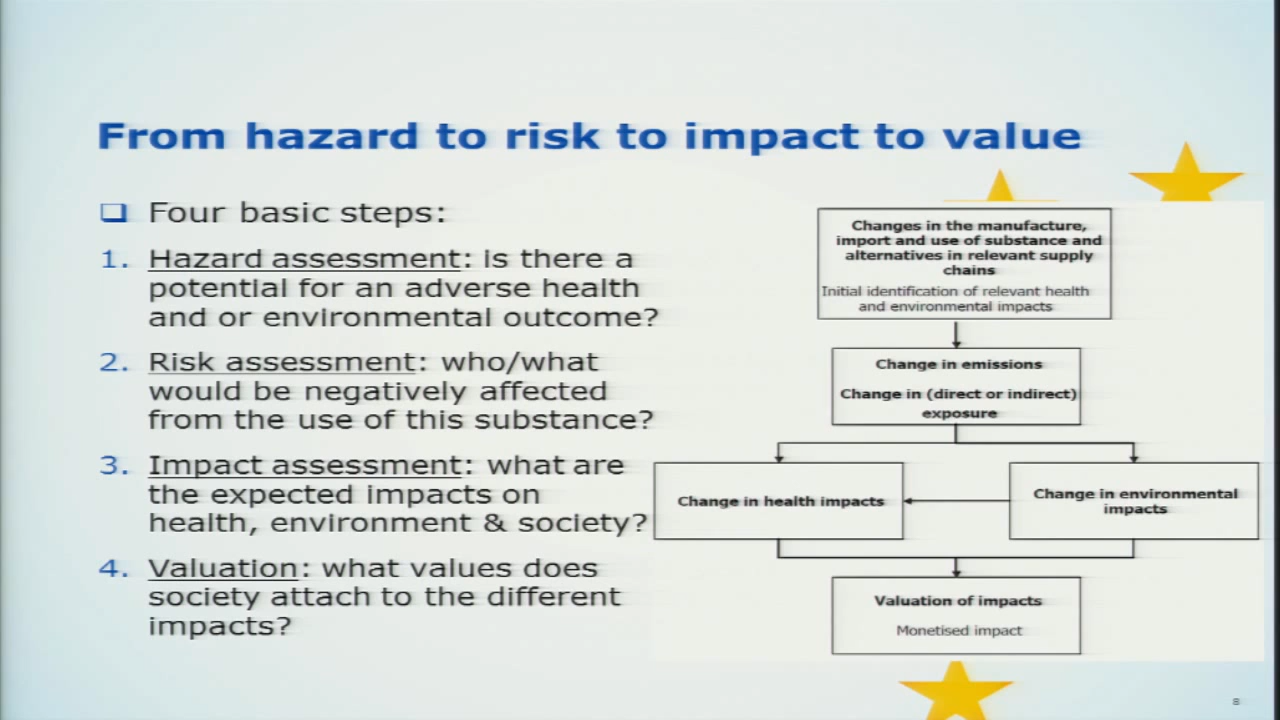 From hazard to risk to impact to value
Four basic steps:
1. Hazard assessment: is there a
potential for an adverse health
and or environmental outcome?
2. Risk assessment: who/what
would be negatively affected
from the use of this substance?
3. Impact assessment: what are
the expected impacts on
health, environment & society?
4. Valuation: what values does
society attach to the different
impacts?
Changes in the manufacture,
import and use of substance and
alternatives in relevant supply
chains
Initial identification of relevant health
and environmental impacts
Change in emissions
Change in (direct or indirect)
exposure
Change in health impacts
Change in environmental
impacts
Valuation of impacts
Monetised impact
8